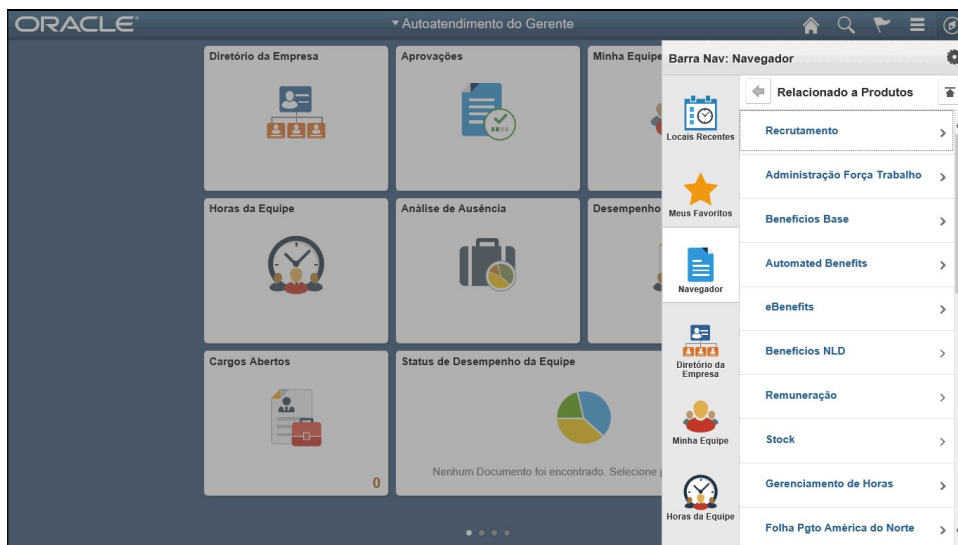 ORACLE
Autoatendimento do Gerente
Diretório da Empresa
Aprovações
Minha Equipe
Horas da Equipe
Análise de Ausência
Desempenho
Cargos Abertos
0
Status de Desempenho da Equipe
Nenhum Documento foi encontrado. Selecione
Barra Nav: Navegador
Locais Recentes
Meus Favoritos
Navegador
Diretório da
Empresa
Minha Equipe
Horas da Equipe
Relacionado a Produtos
Recrutamento
Administração Força Trabalho
Beneficios Base
Automated Benefits
eBenefits
Beneficios NLD
Remuneração
Stock
Gerenciamento de Horas
Folha Pgto América do Norte